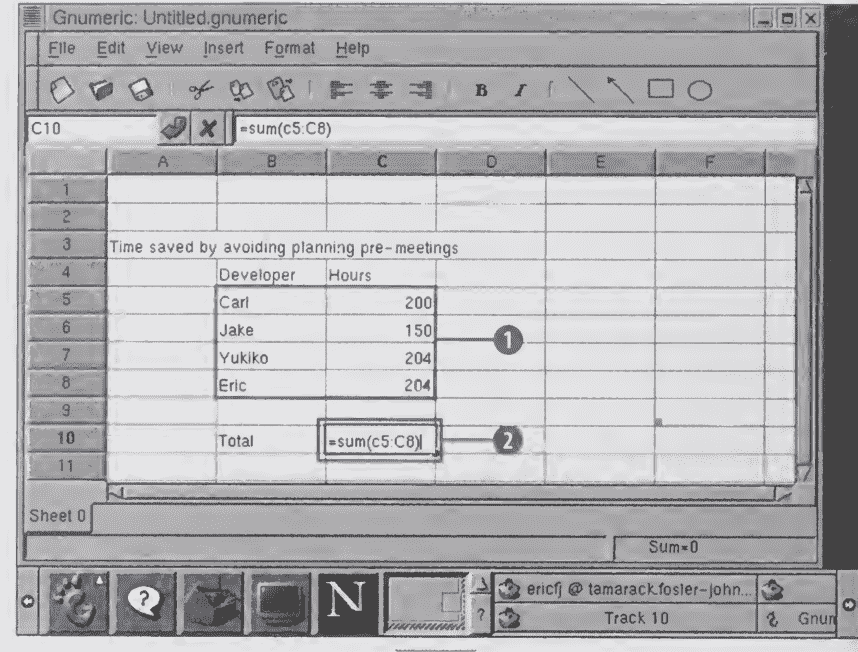 Gnumeric: Untitled.gnumeric
File Edit View Insert Format Help
B I
C10 =sum(c5:C8)
A B C D E F
1
2
3 Time saved by avoiding planning pre-meetings
4 Developer Hours
5 Carl 200
6 Jake 150
7 Yukiko 204
8 Eric 204
9
10 Total =sum(c5:C8)
11
1
2
Sheet 0
Sum=0
? N ? ericfj @ tamarack.fosler-john...
Track 10 Gnun